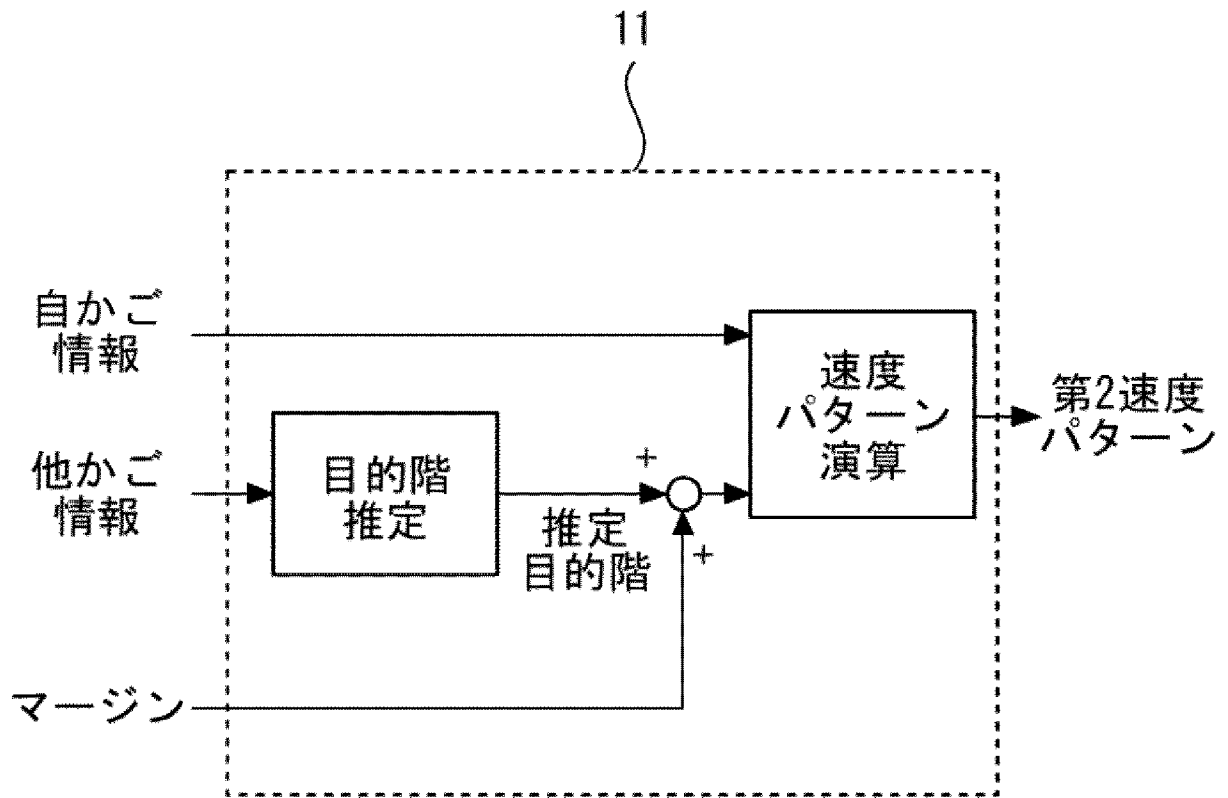 11
自かご
情報
速度
パターン
演算
第2速度
パターン
他かご
情報
目的階
推定
+
推定
目的階
+
マージン